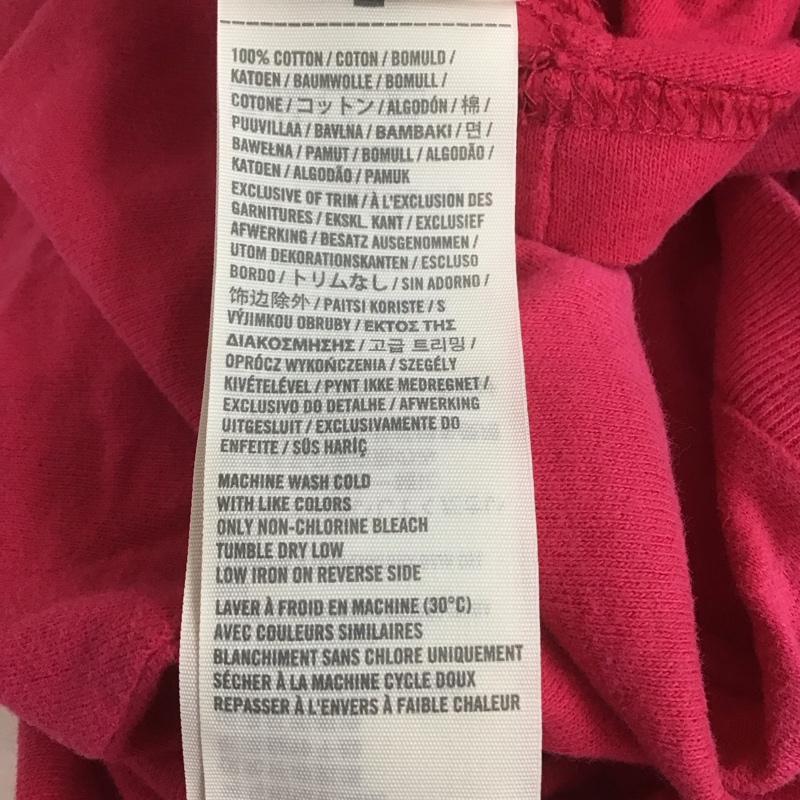 100% COTTON / COTON / BOMULD /
KATOEN / BAUMWOLLE / BOMULL /
COTONE / コットン / ALGODÓN / 棉 /
PUUVILLAA / BAVLNA / BAMBAKI / 면 /
BAWEŁNA / PAMUT / BOMULL / ALGODÃO /
KATOEN / ALGODÃO / PAMUK
EXCLUSIVE OF TRIM / À L'EXCLUSION DES
GARNITURES / EKSKL. KANT / EXCLUSIEF
AFWERKING / BESATZ AUSGENOMMEN /
UTOM DEKORATIONSKANTEN / ESCLUSO
BORDO / トリムなし / SIN ADORNO /
饰边除外 / PAITSI KORISTE / S
VÝJIMKOU OBRUBY / ΕΚΤΟΣ ΤΗΣ
ΔΙΑΚΟΣΜΗΣΗΣ / 고급 트리밍 /
OPRÓCZ WYKOŃCZENIA / SZEGÉLY
KIVÉTELÉVEL / PYNT IKKE MEDREGNET /
EXCLUSIVO DO DETALHE / AFWERKING
UITGESLUIT / EXCLUSIVAMENTE DO
ENFEITE / SÜS HARİÇ
MACHINE WASH COLD
WITH LIKE COLORS
ONLY NON-CHLORINE BLEACH
TUMBLE DRY LOW
LOW IRON ON REVERSE SIDE
LAVER À FROID EN MACHINE (30°C)
AVEC COULEURS SIMILAIRES
BLANCHIMENT SANS CHLORE UNIQUEMENT
SÉCHER À LA MACHINE CYCLE DOUX
REPASSER À L'ENVERS À FAIBLE CHALEUR